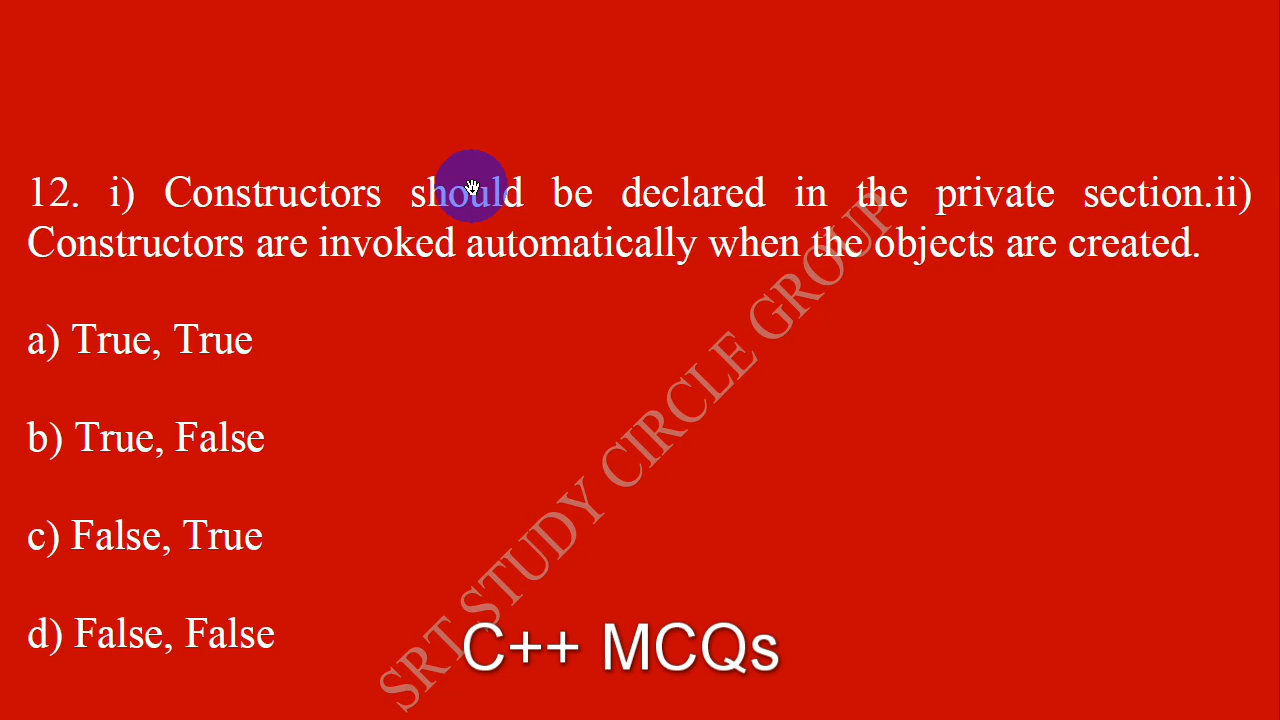 12. i) Constructors should be declared in the private section.ii)
Constructors are invoked automatically when the objects are created.
a) True, True
b) True, False
c) False, True
d) False, False
SRT STUDY CIRCLE GROUP
C++ MCQs